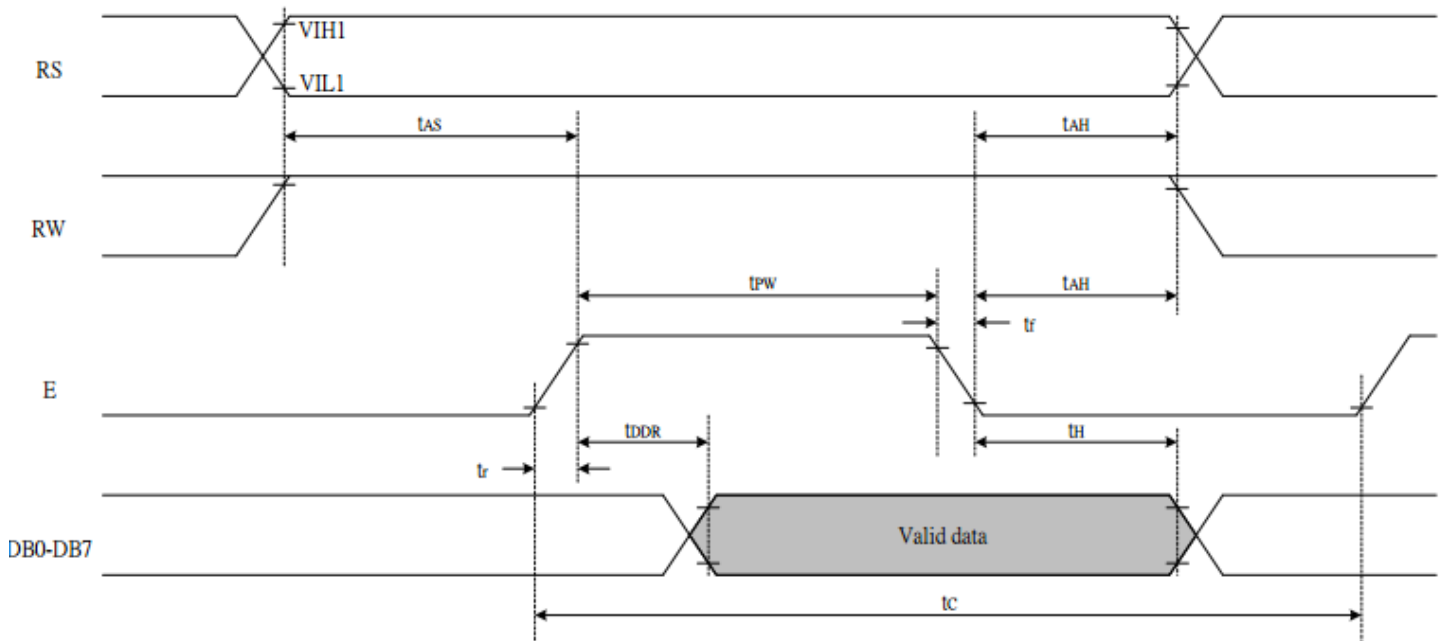 VIH1
RS
VIL1
tAS
tAH
RW
tPW
tAH
tf
E
tDDR
tH
tr
Valid data
DB0-DB7
tC